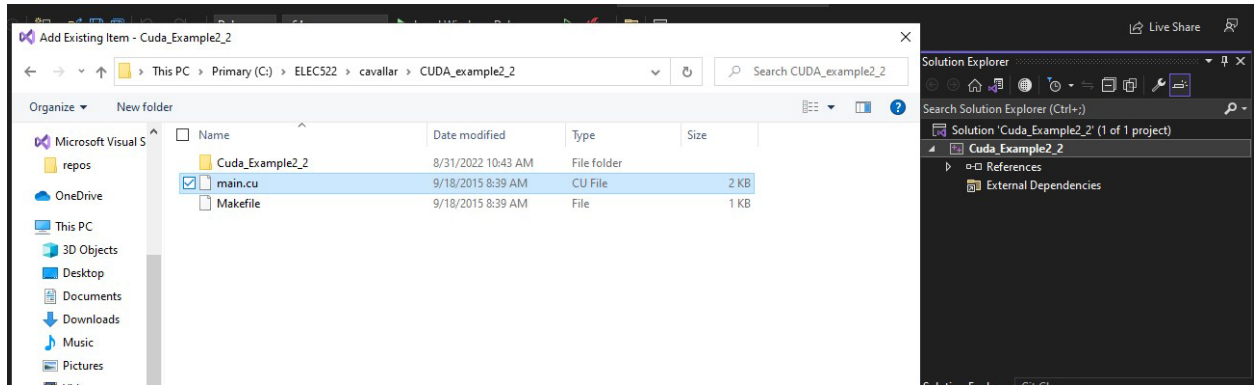 Live Share
Add Existing Item - Cuda_Example2_2
This PC > Primary (C:) > ELEC522 > cavallar > CUDA_example2_2
Search CUDA_example2_2
Organize New folder
Name Date modified Type Size
Microsoft Visual S
repos
OneDrive
This PC
3D Objects
Desktop
Documents
Downloads
Music
Pictures
Cuda_Example2_2 8/31/2022 10:43 AM File folder
main.cu 9/18/2015 8:39 AM CU File 2 KB
Makefile 9/18/2015 8:39 AM File 1 KB
Solution Explorer
Search Solution Explorer (Ctrl+;)
Solution 'Cuda_Example2_2' (1 of 1 project)
Cuda_Example2_2
References
External Dependencies